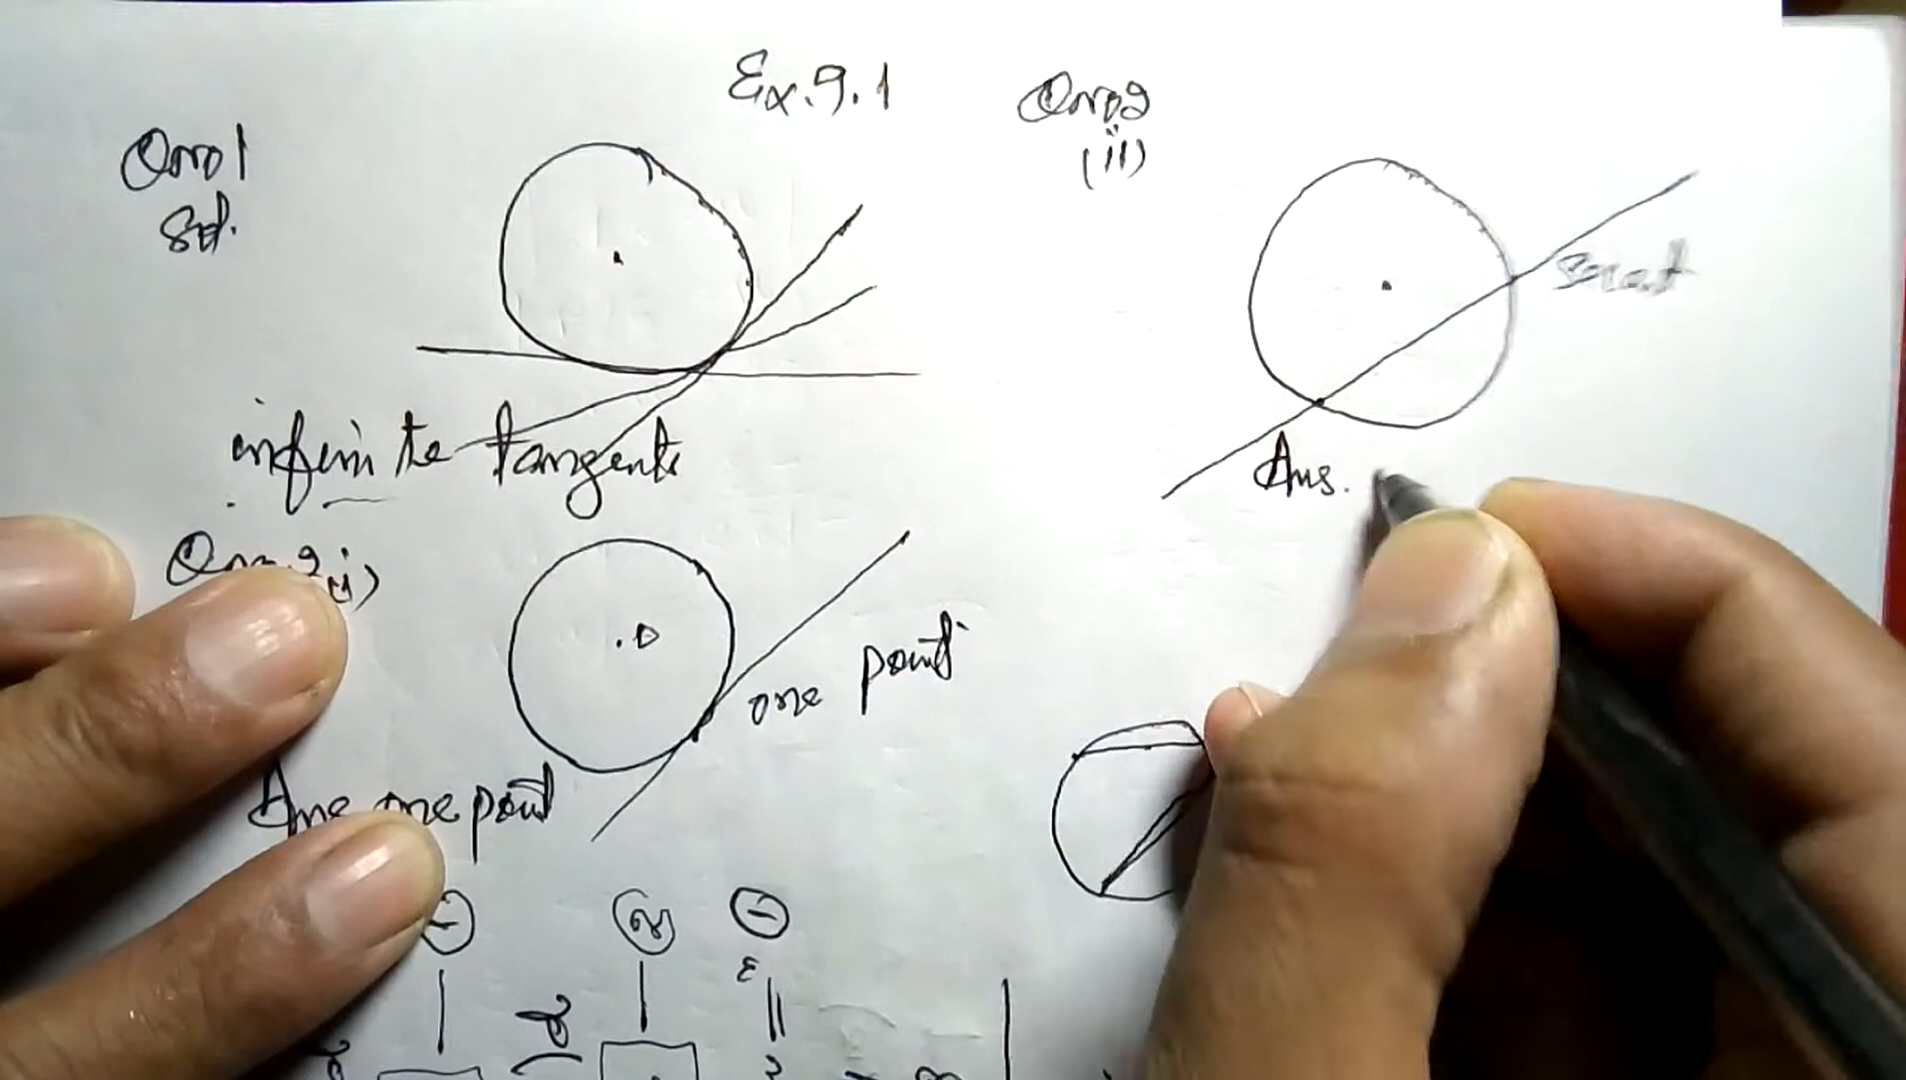 Ex.9.1
Qno1
Sol.
infinite tangents
(i)
O
one point
Ans one point
Qno2
(ii)
secant
Ans.